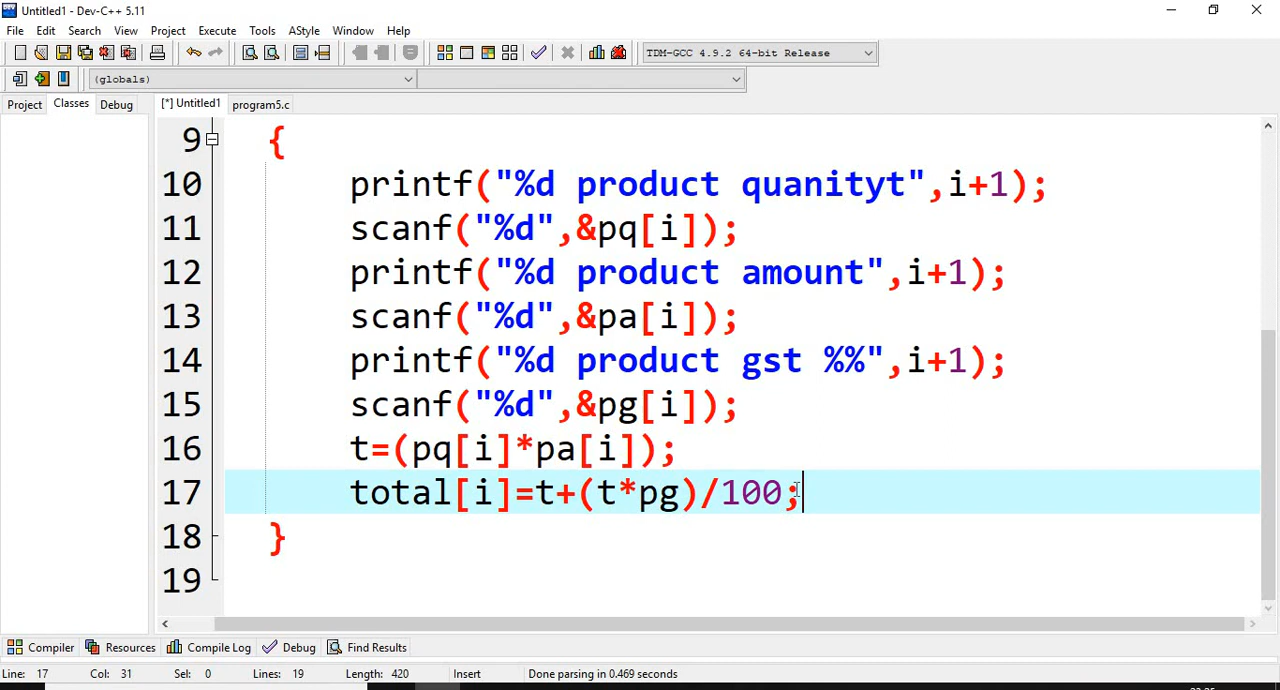 Untitled1 - Dev-C++ 5.11
File Edit Search View Project Execute Tools AStyle Window Help
TDM-GCC 4.9.2 64-bit Release
(globals)
Project Classes Debug [*] Untitled1 program5.c
9 {
10 printf("%d product quanityt",i+1);
11 scanf("%d",&pq[i]);
12 printf("%d product amount",i+1);
13 scanf("%d",&pa[i]);
14 printf("%d product gst %%",i+1);
15 scanf("%d",&pg[i]);
16 t=(pq[i]*pa[i]);
17 total[i]=t+(t*pg)/100;
18 }
19
Compiler Resources Compile Log Debug Find Results
Line: 17 Col: 31 Sel: 0 Lines: 19 Length: 420 Insert Done parsing in 0.469 seconds